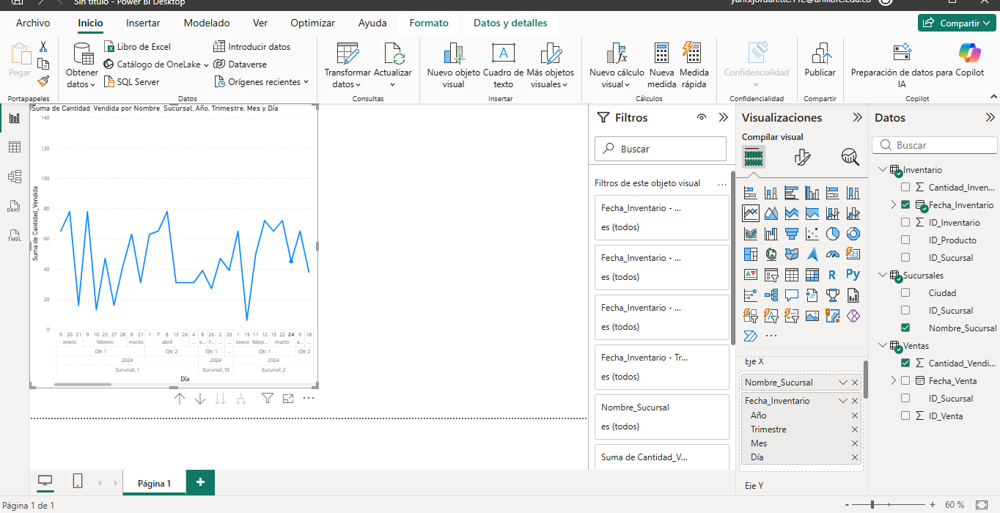 Sin título - Power BI Desktop
Archivo
Inicio
Insertar
Modelado
Ver
Optimizar
Ayuda
Formato
Datos y detalles
Compartir
Pegar
Portapapeles
Obtener datos
Libro de Excel
Catálogo de OneLake
SQL Server
Introducir datos
Dataverse
Orígenes recientes
Datos
Transformar datos
Actualizar
Consultas
Nuevo objeto visual
Cuadro de texto
Más objetos visuales
Insertar
Nuevo cálculo visual
Nueva medida
Medida rápida
Cálculos
Confidencialidad
Confidencialidad
Publicar
Compartir
Preparación de datos para IA
Copilot
Copilot
DAX
TMDL
Suma de Cantidad_Vendida por Nombre_Sucursal, Año, Trimestre, Mes y Día
Suma de Cantidad_Vendida
140
120
100
80
60
40
20
0
9 20 21 9 10 23 27 28 8 21 1 7 8 13 26 4 8 26 2 20 1 15 11 12 15 22 24 5 18
enero febrero marzo abril ... e... f... ... ... enero febre... marzo a... ...
Qtr 1 Qtr 2 Qtr 1 ... Qtr 1 Qtr 2
2024 2024 2024
Sucursal_1 Sucursal_10 Sucursal_2
Día
Filtros
Buscar
Filtros de este objeto visual ...
Fecha_Inventario - ...
es (todos)
Fecha_Inventario - ...
es (todos)
Fecha_Inventario - ...
es (todos)
Fecha_Inventario - Tr...
es (todos)
Nombre_Sucursal
es (todos)
Suma de Cantidad_V...
Visualizaciones
Compilar visual
123
R
Py
...
Eje X
Nombre_Sucursal
Fecha_Inventario
Año
Trimestre
Mes
Día
Eje Y
Datos
Buscar
Inventario
Cantidad_Inven...
Fecha_Inventario
ID_Inventario
ID_Producto
ID_Sucursal
Sucursales
Ciudad
ID_Sucursal
Nombre_Sucursal
Ventas
Cantidad_Vendi...
Fecha_Venta
ID_Sucursal
ID_Venta
Página 1
+
Página 1 de 1
- + 60 %